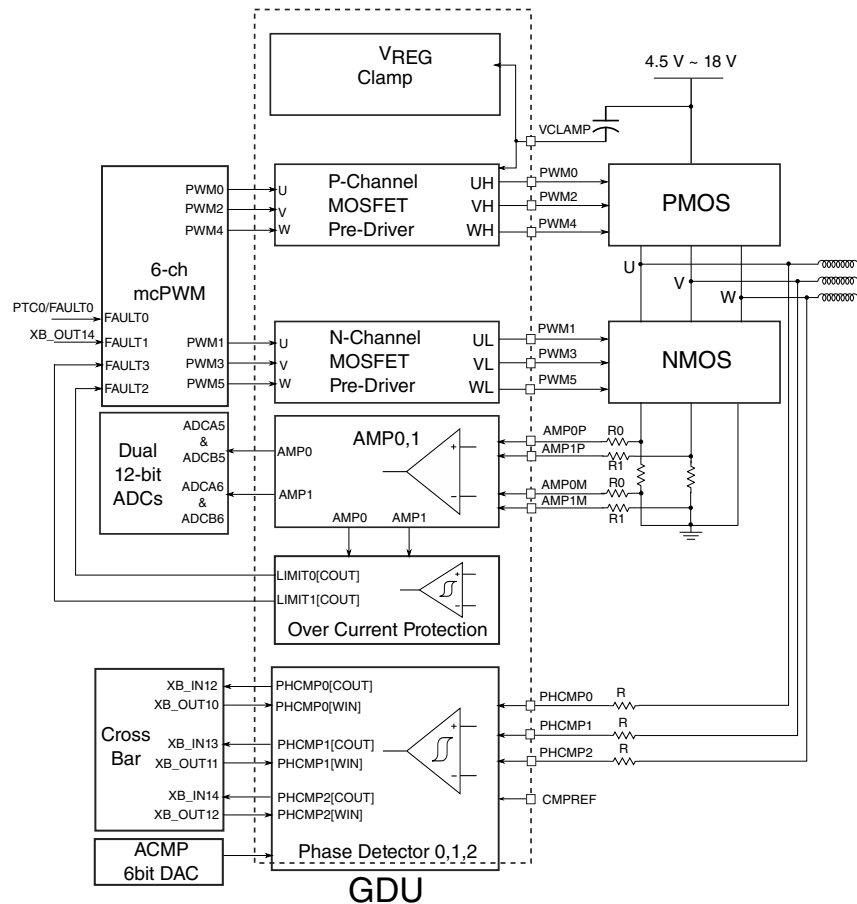 VREG
Clamp
4.5 V ~ 18 V
VCLAMP
6-ch
mcPWM
PWM0
PWM2
PWM4
PTC0/FAULT0
FAULT0
XB_OUT14
FAULT1
FAULT3
FAULT2
PWM1
PWM3
PWM5
U
V
W
P-Channel
MOSFET
Pre-Driver
UH
VH
WH
PWM0
PWM2
PWM4
PMOS
U
V
W
U
V
W
N-Channel
MOSFET
Pre-Driver
UL
VL
WL
PWM1
PWM3
PWM5
NMOS
Dual
12-bit
ADCs
ADCA5
&
ADCB5
ADCA6
&
ADCB6
AMP0
AMP1
AMP0,1
+
−
AMP0P
R0
AMP1P
R1
AMP0M
R0
AMP1M
R1
AMP0
AMP1
LIMIT0[COUT]
LIMIT1[COUT]
+
−
Over Current Protection
Cross
Bar
XB_IN12
XB_OUT10
XB_IN13
XB_OUT11
XB_IN14
XB_OUT12
PHCMP0[COUT]
PHCMP0[WIN]
PHCMP1[COUT]
PHCMP1[WIN]
PHCMP2[COUT]
PHCMP2[WIN]
+
−
PHCMP0
R
PHCMP1
R
PHCMP2
R
CMPREF
Phase Detector 0,1,2
ACMP
6bit DAC
GDU